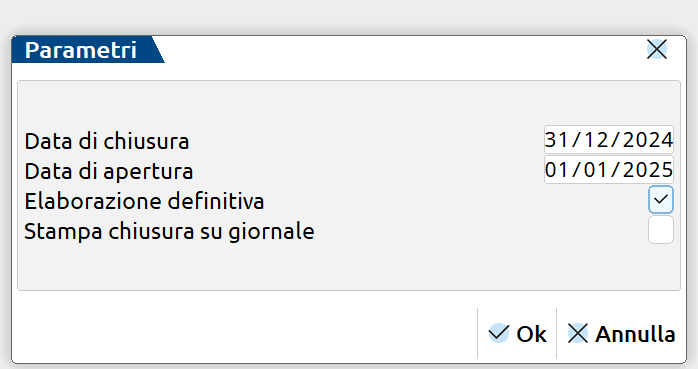 Parametri
Data di chiusura 31/12/2024
Data di apertura 01/01/2025
Elaborazione definitiva
Stampa chiusura su giornale
Ok Annulla